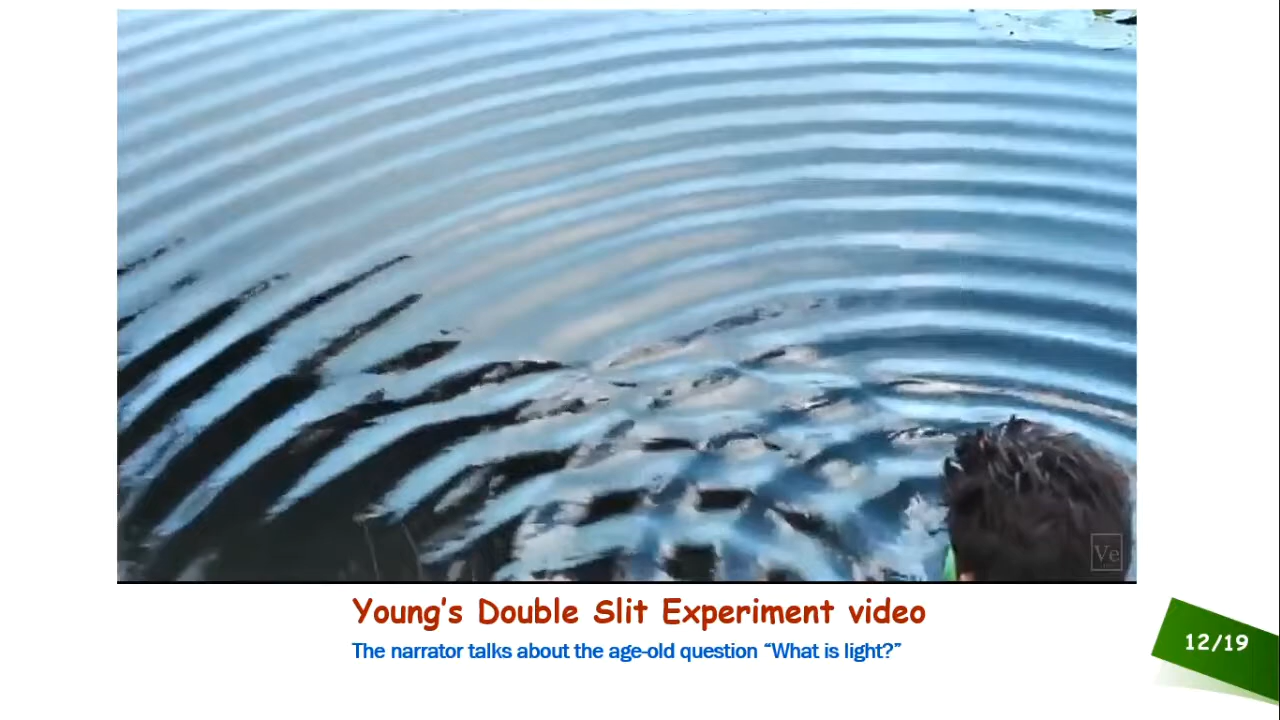 Ve
Young's Double Slit Experiment video
The narrator talks about the age-old question “What is light?”
12/19